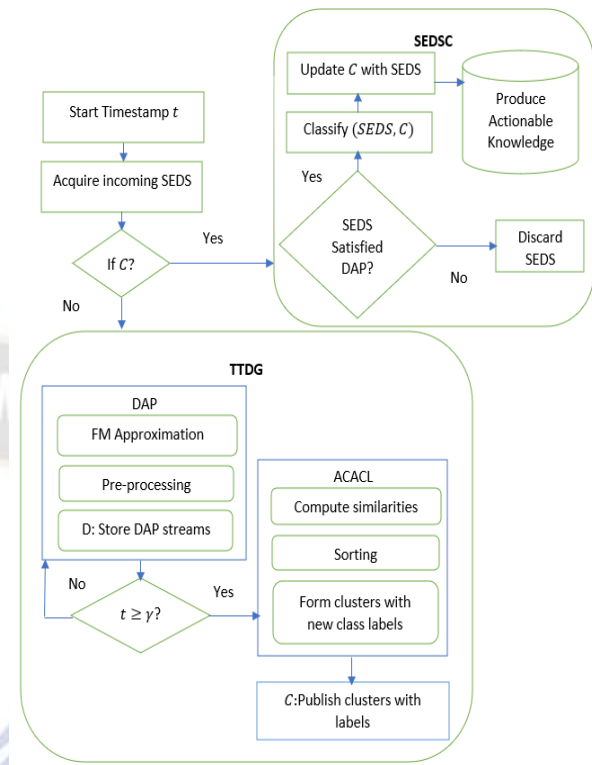 SEDSC
Update C with SEDS
Produce
Actionable
Knowledge
Start Timestamp t
Classify (SEDS, C)
Acquire incoming SEDS
Yes
SEDS
Satisfied
DAP?
Yes
If C?
Discard
SEDS
No
No
TTDG
DAP
FM Approximation
Pre-processing
D: Store DAP streams
ACACL
Compute similarities
Sorting
Form clusters with
new class labels
No
Yes
t ≥ γ?
C:Publish clusters with
labels